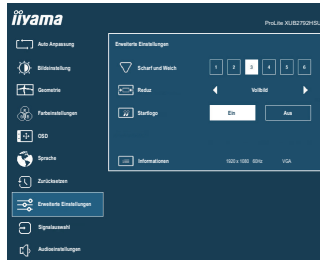 iiyama
ProLite XUB2792HSU
Auto Anpassung
Erweiterte Einstellungen
Bildeinstellung
Scharf und Weich
1 2 3 4 5 6
Geometrie
Reduz
Vollbild
Farbeinstellungen
Startlogo
Ein
Aus
OSD
Sprache
Informationen
1920 x 1080 60Hz
VGA
Zurücksetzen
Erweiterte Einstellungen
Signalauswahl
Audioeinstellungen